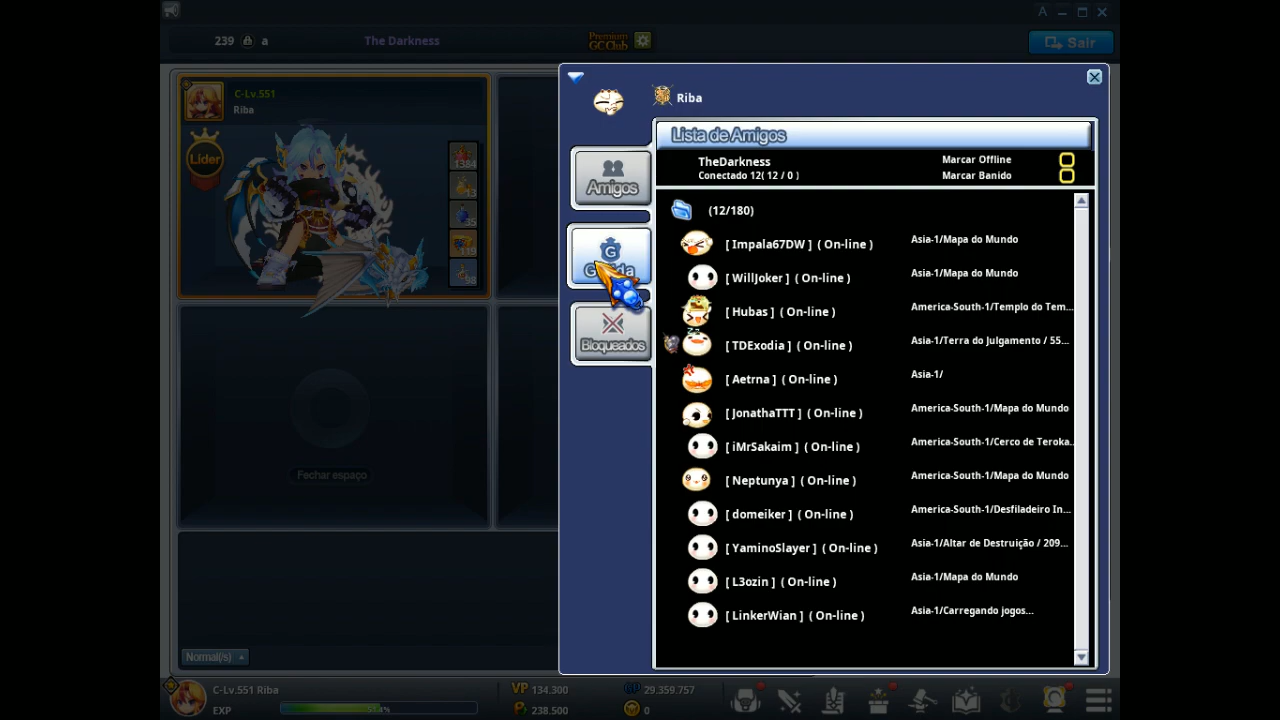 A
239 a
The Darkness
Premium
GC Club
Sair
C-Lv.551
Riba
Líder
1384
13
35
119
50
Fechar espaço
Normal(/s)
Riba
Lista de Amigos
Amigos
Bloqueados
TheDarkness
Conectado 12( 12 / 0 )
Marcar Offline
Marcar Banido
(12/180)
[ Impala67DW ] ( On-line ) Asia-1/Mapa do Mundo
[ WillJoker ] ( On-line ) Asia-1/Mapa do Mundo
[ Hubas ] ( On-line ) America-South-1/Templo do Tem...
[ TDExodia ] ( On-line ) Asia-1/Terra do Julgamento / 55...
[ Aetrna ] ( On-line ) Asia-1/
[ JonathaTTT ] ( On-line ) America-South-1/Mapa do Mundo
[ iMrSakaim ] ( On-line ) America-South-1/Cerco de Teroka...
[ Neptunya ] ( On-line ) America-South-1/Mapa do Mundo
[ domeiker ] ( On-line ) America-South-1/Desfiladeiro In...
[ YaminoSlayer ] ( On-line ) Asia-1/Altar de Destruição / 209...
[ L3ozin ] ( On-line ) Asia-1/Mapa do Mundo
[ LinkerWian ] ( On-line ) Asia-1/Carregando jogos...
C-Lv.551 Riba
EXP
VP 134.300
29.359.757
238.500
0